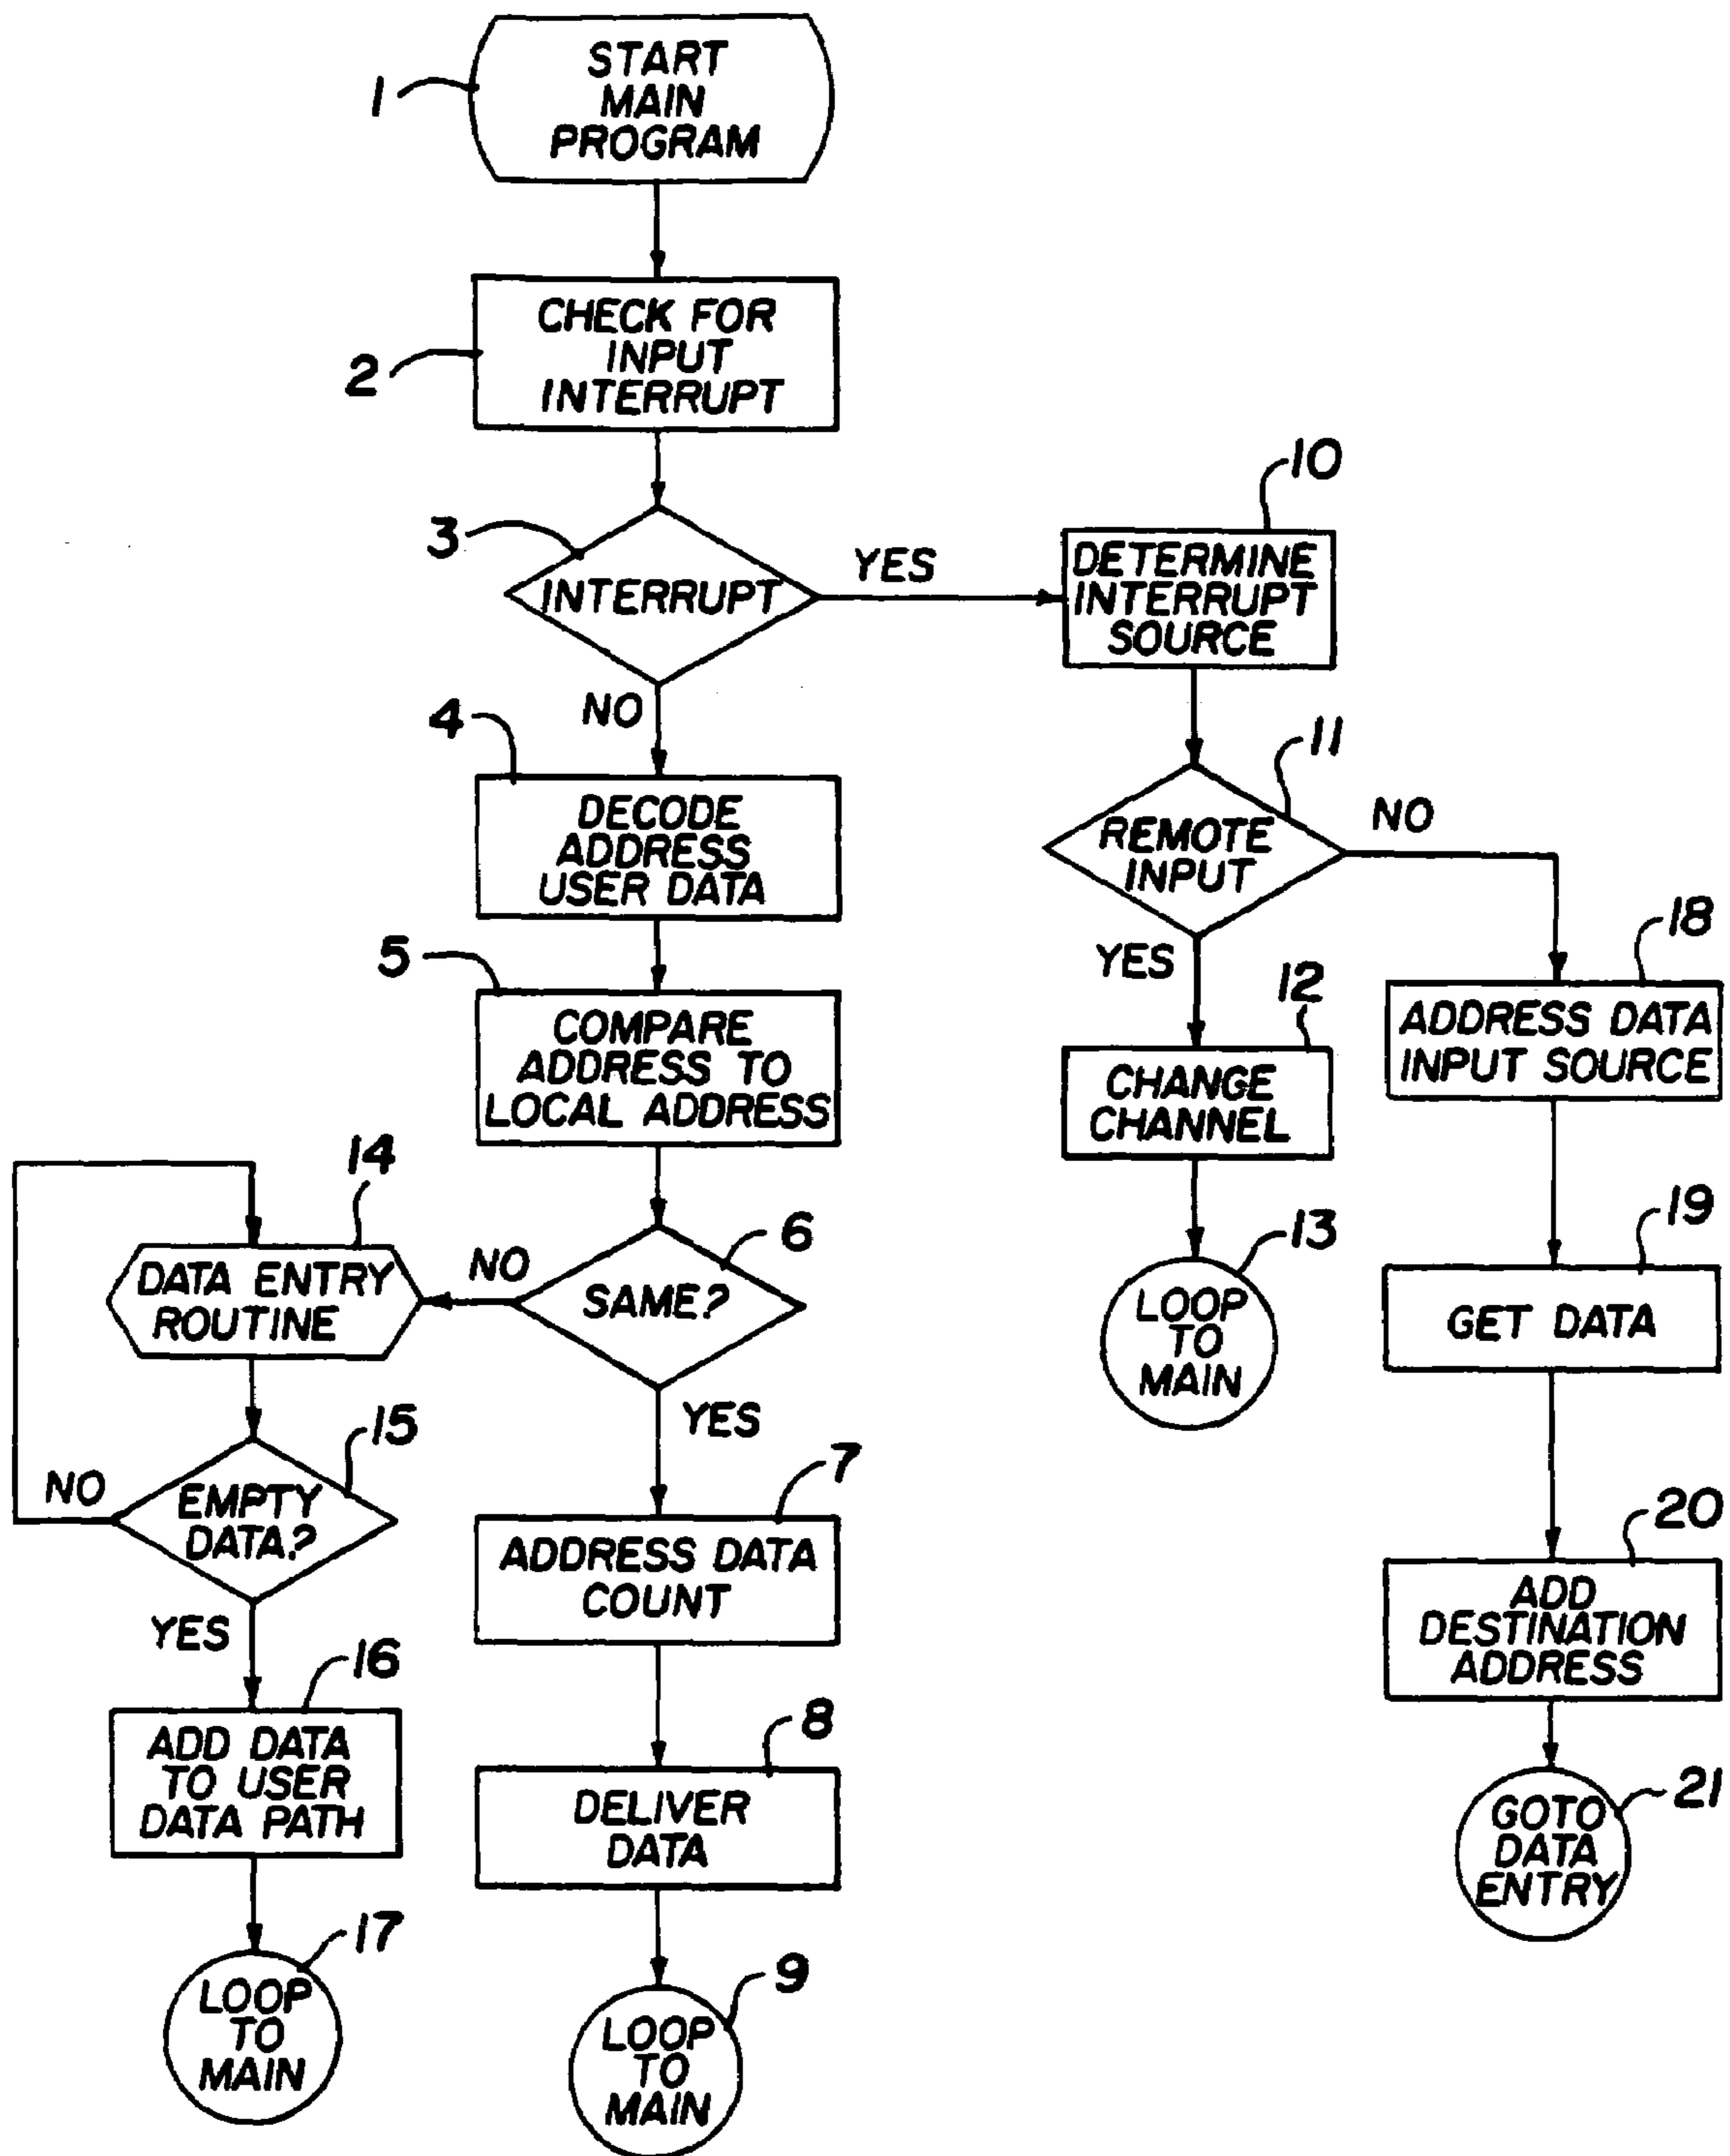 1
START
MAIN
PROGRAM
2
CHECK FOR
INPUT
INTERRUPT
3
INTERRUPT
YES
NO
10
DETERMINE
INTERRUPT
SOURCE
4
DECODE
ADDRESS
USER DATA
11
REMOTE
INPUT
NO
YES
5
COMPARE
ADDRESS TO
LOCAL ADDRESS
12
CHANGE
CHANNEL
18
ADDRESS DATA
INPUT SOURCE
14
DATA ENTRY
ROUTINE
NO
6
SAME?
YES
13
LOOP
TO
MAIN
19
GET DATA
15
NO
EMPTY
DATA?
YES
7
ADDRESS DATA
COUNT
20
ADD
DESTINATION
ADDRESS
16
ADD DATA
TO USER
DATA PATH
8
DELIVER
DATA
21
GOTO
DATA
ENTRY
17
LOOP
TO
MAIN
9
LOOP
TO
MAIN